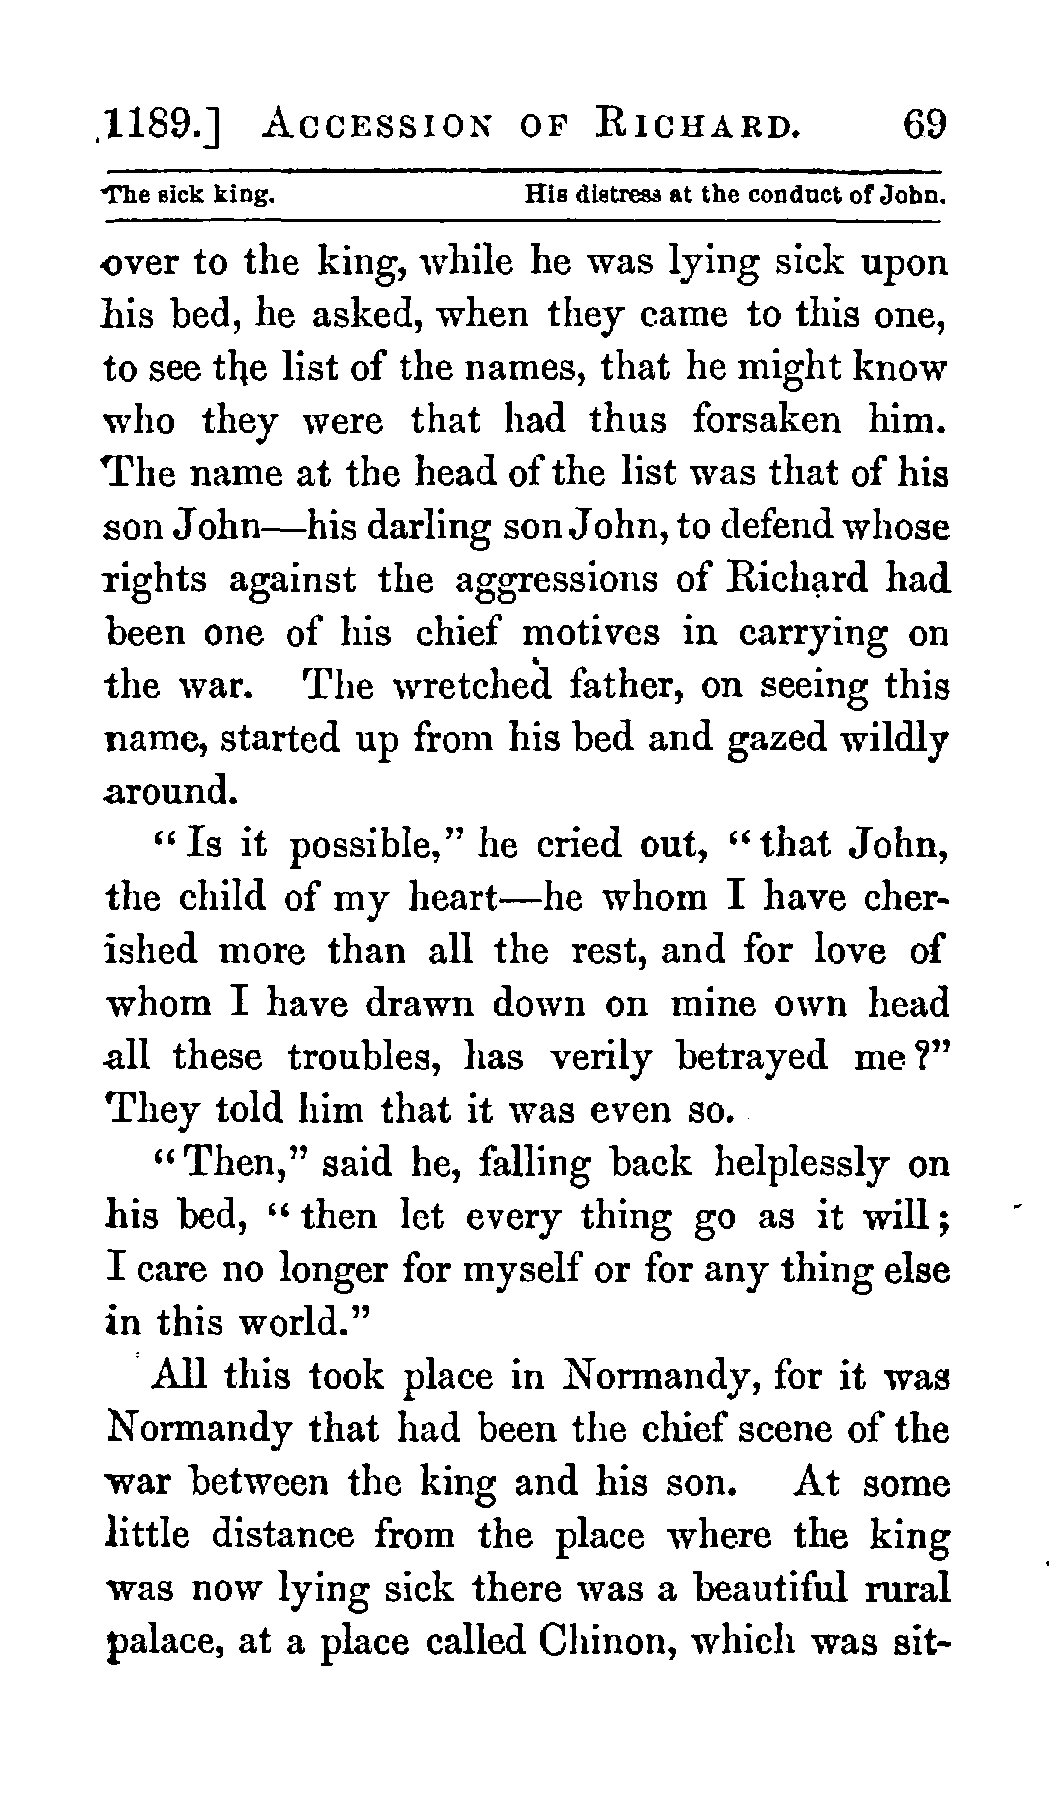 1189.] ACCESSION OF RICHARD. 69
The sick king. His distress at the conduct of John.
over to the king, while he was lying sick upon
his bed, he asked, when they came to this one,
to see the list of the names, that he might know
who they were that had thus forsaken him.
The name at the head of the list was that of his
son John—his darling son John, to defend whose
rights against the aggressions of Richard had
been one of his chief motives in carrying on
the war. The wretched father, on seeing this
name, started up from his bed and gazed wildly
around.
"Is it possible," he cried out, "that John,
the child of my heart—he whom I have cher-
ished more than all the rest, and for love of
whom I have drawn down on mine own head
all these troubles, has verily betrayed me?"
They told him that it was even so.
"Then," said he, falling back helplessly on
his bed, "then let every thing go as it will;
I care no longer for myself or for any thing else
in this world."
All this took place in Normandy, for it was
Normandy that had been the chief scene of the
war between the king and his son. At some
little distance from the place where the king
was now lying sick there was a beautiful rural
palace, at a place called Chinon, which was sit-